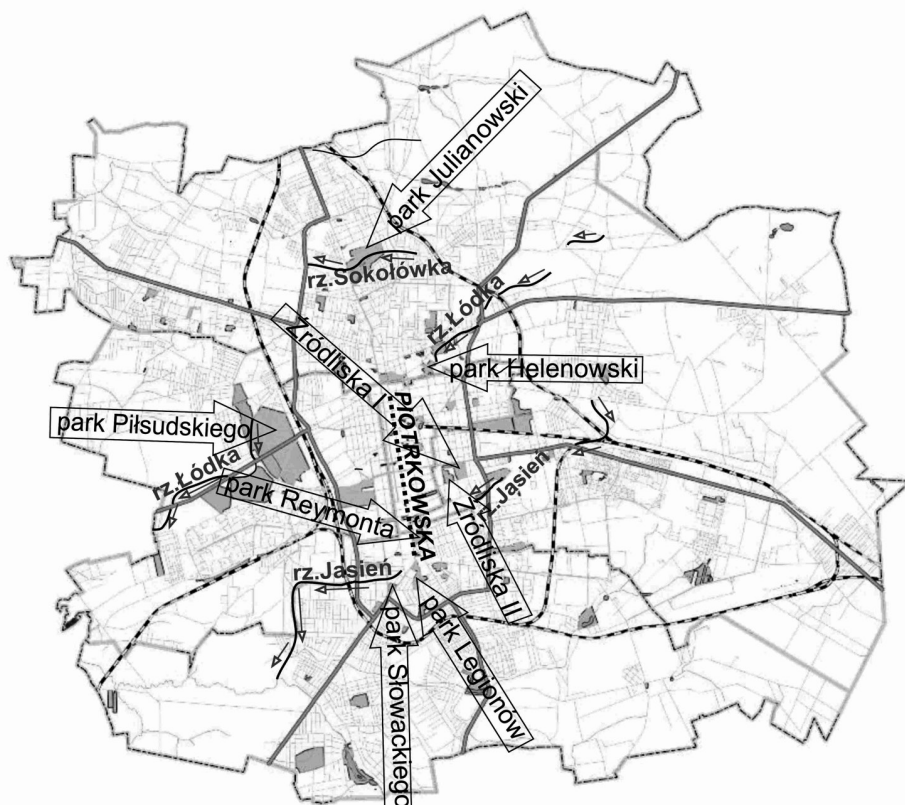 park Julianowski
rz.Sokołówka
rz.Łódka
Źródliska I
park Helenowski
PIOTRKOWSKA
park Piłsudskiego
rz.Łódka
park Reymonta
rz.Jasień
Źródliska II
rz.Jasień
park Legionów
park Słowackiego